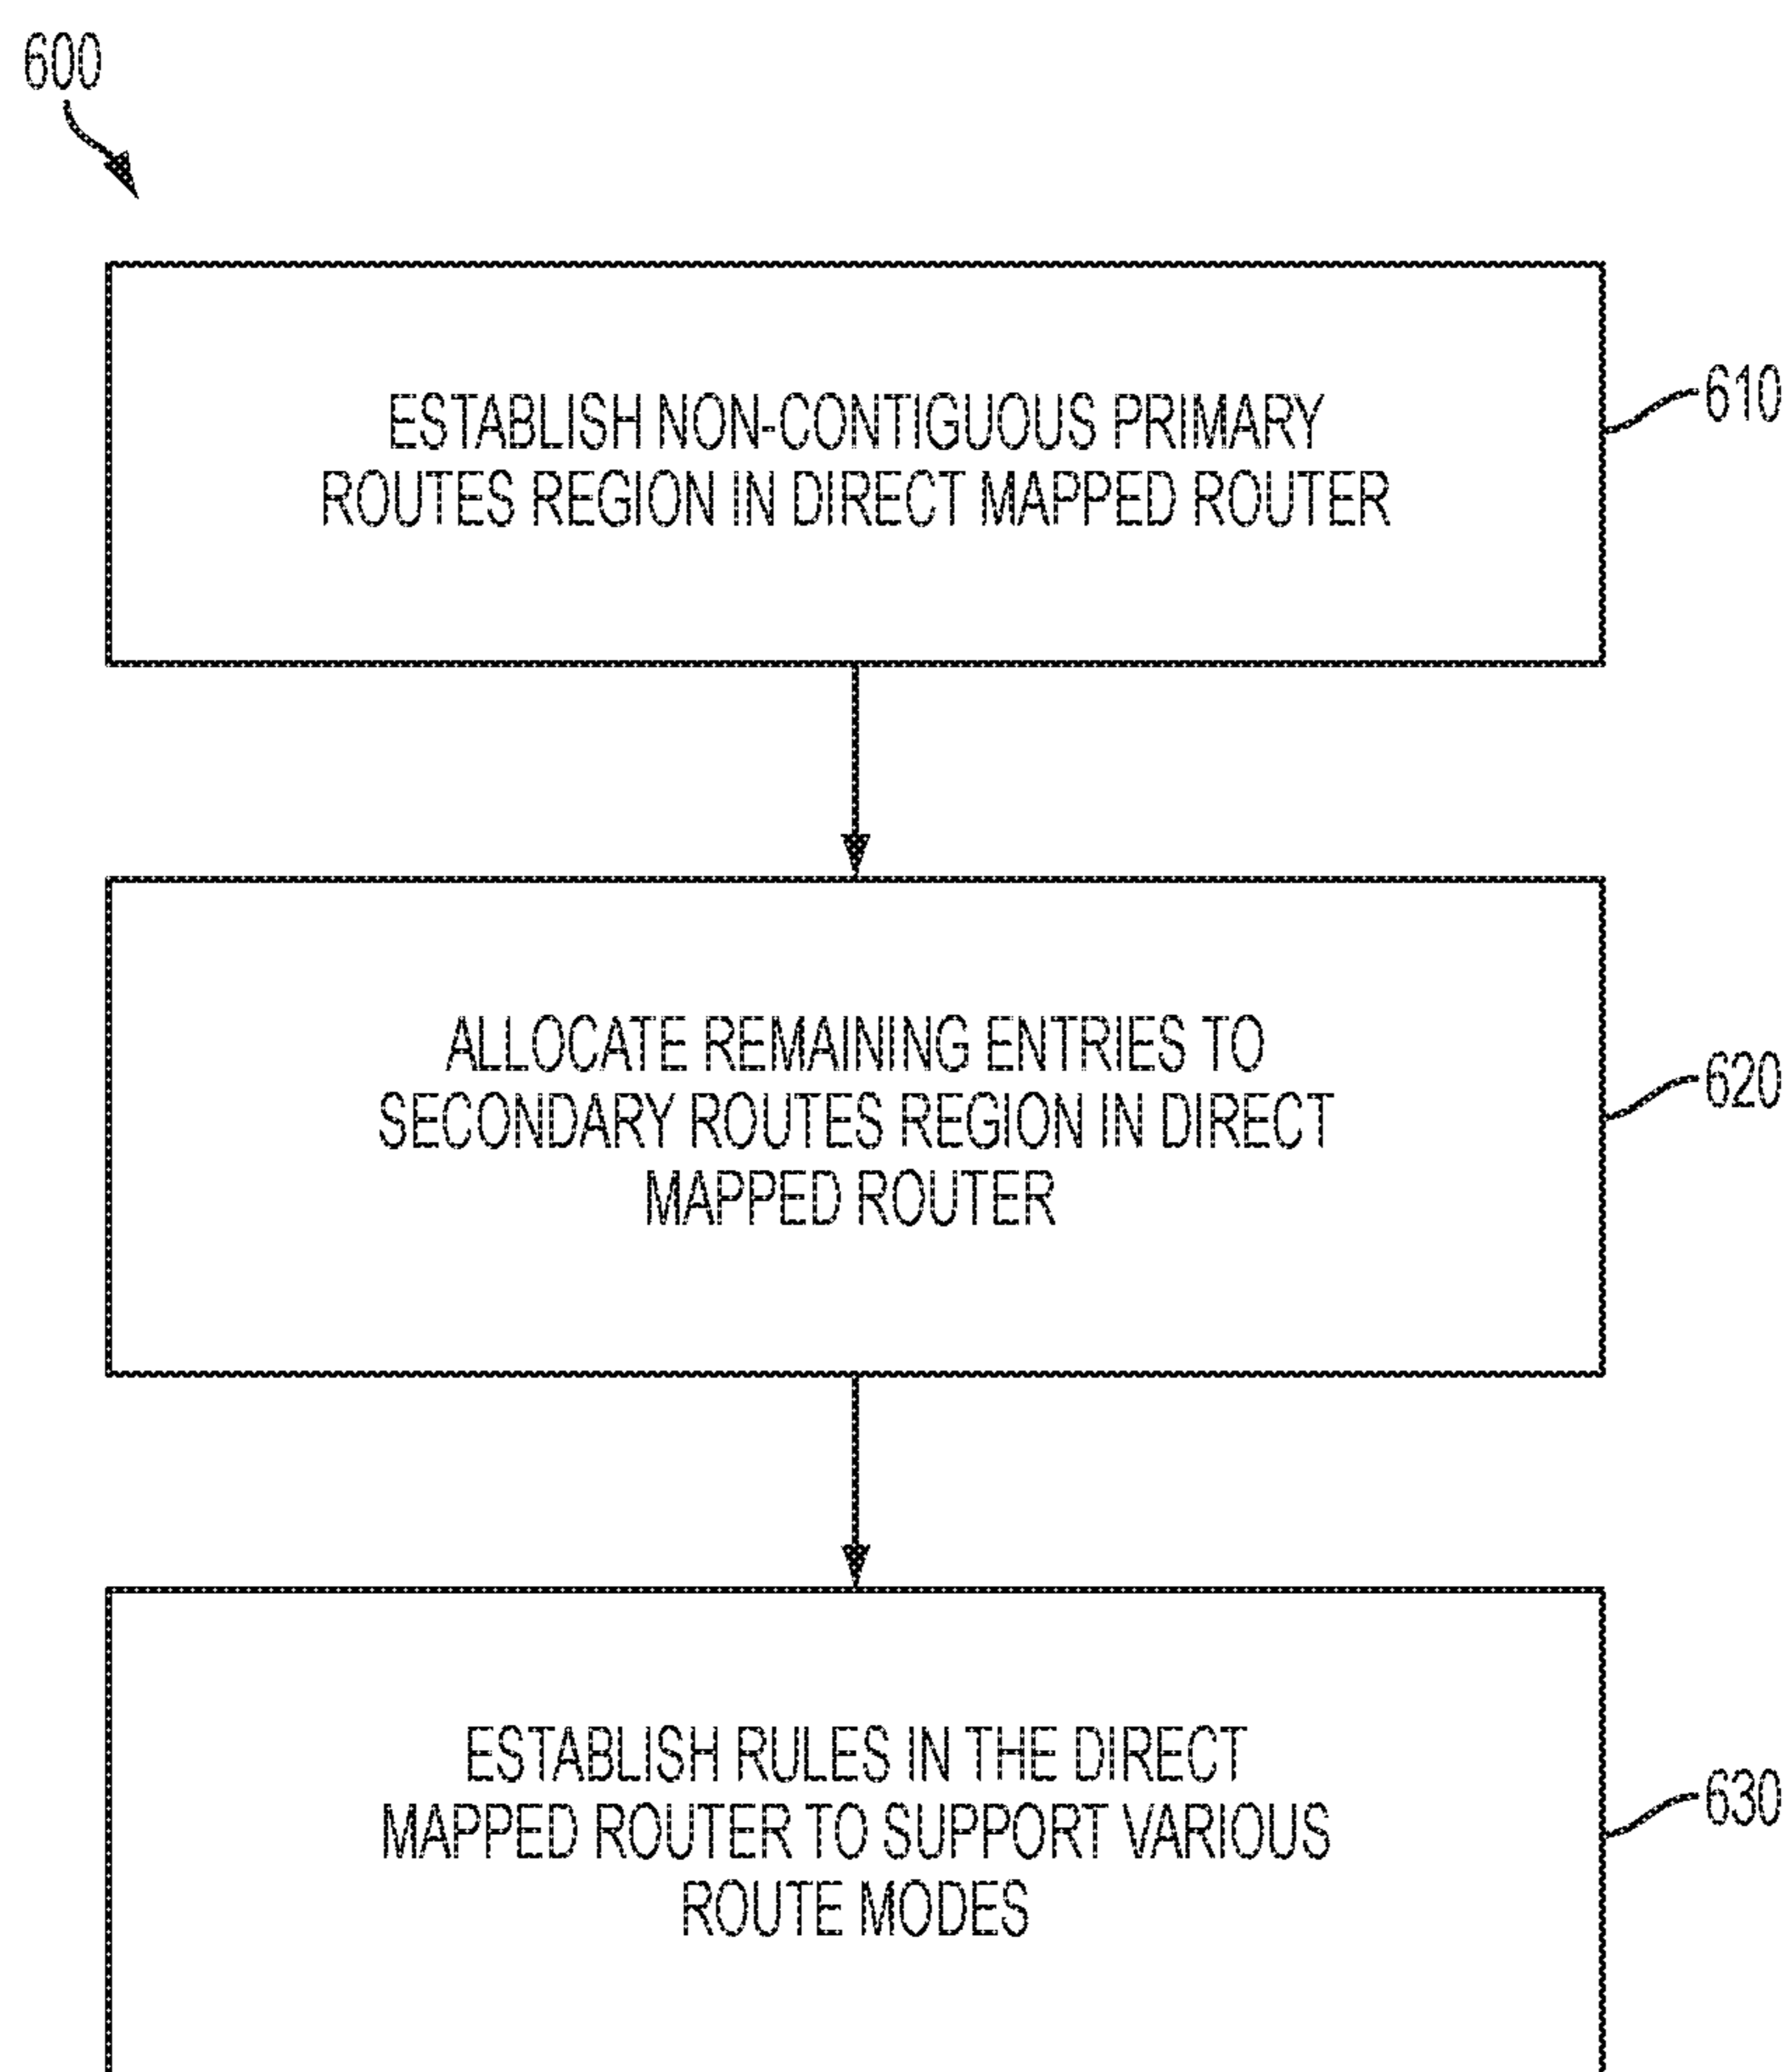 600
ESTABLISH NON-CONTIGUOUS PRIMARY
ROUTES REGION IN DIRECT MAPPED ROUTER
610
ALLOCATE REMAINING ENTRIES TO
SECONDARY ROUTES REGION IN DIRECT
MAPPED ROUTER
620
ESTABLISH RULES IN THE DIRECT
MAPPED ROUTER TO SUPPORT VARIOUS
ROUTE MODES
630